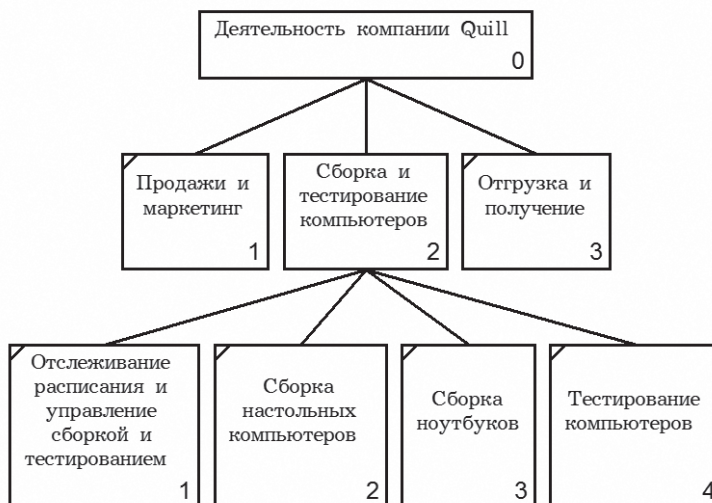 Деятельность компании Quill
0
Продажи и
маркетинг
1
Сборка и
тестирование
компьютеров
2
Отгрузка и
получение
3
Отслеживание
расписания и
управление
сборкой и
тестированием
1
Сборка
настольных
компьютеров
2
Сборка
ноутбуков
3
Тестирование
компьютеров
4